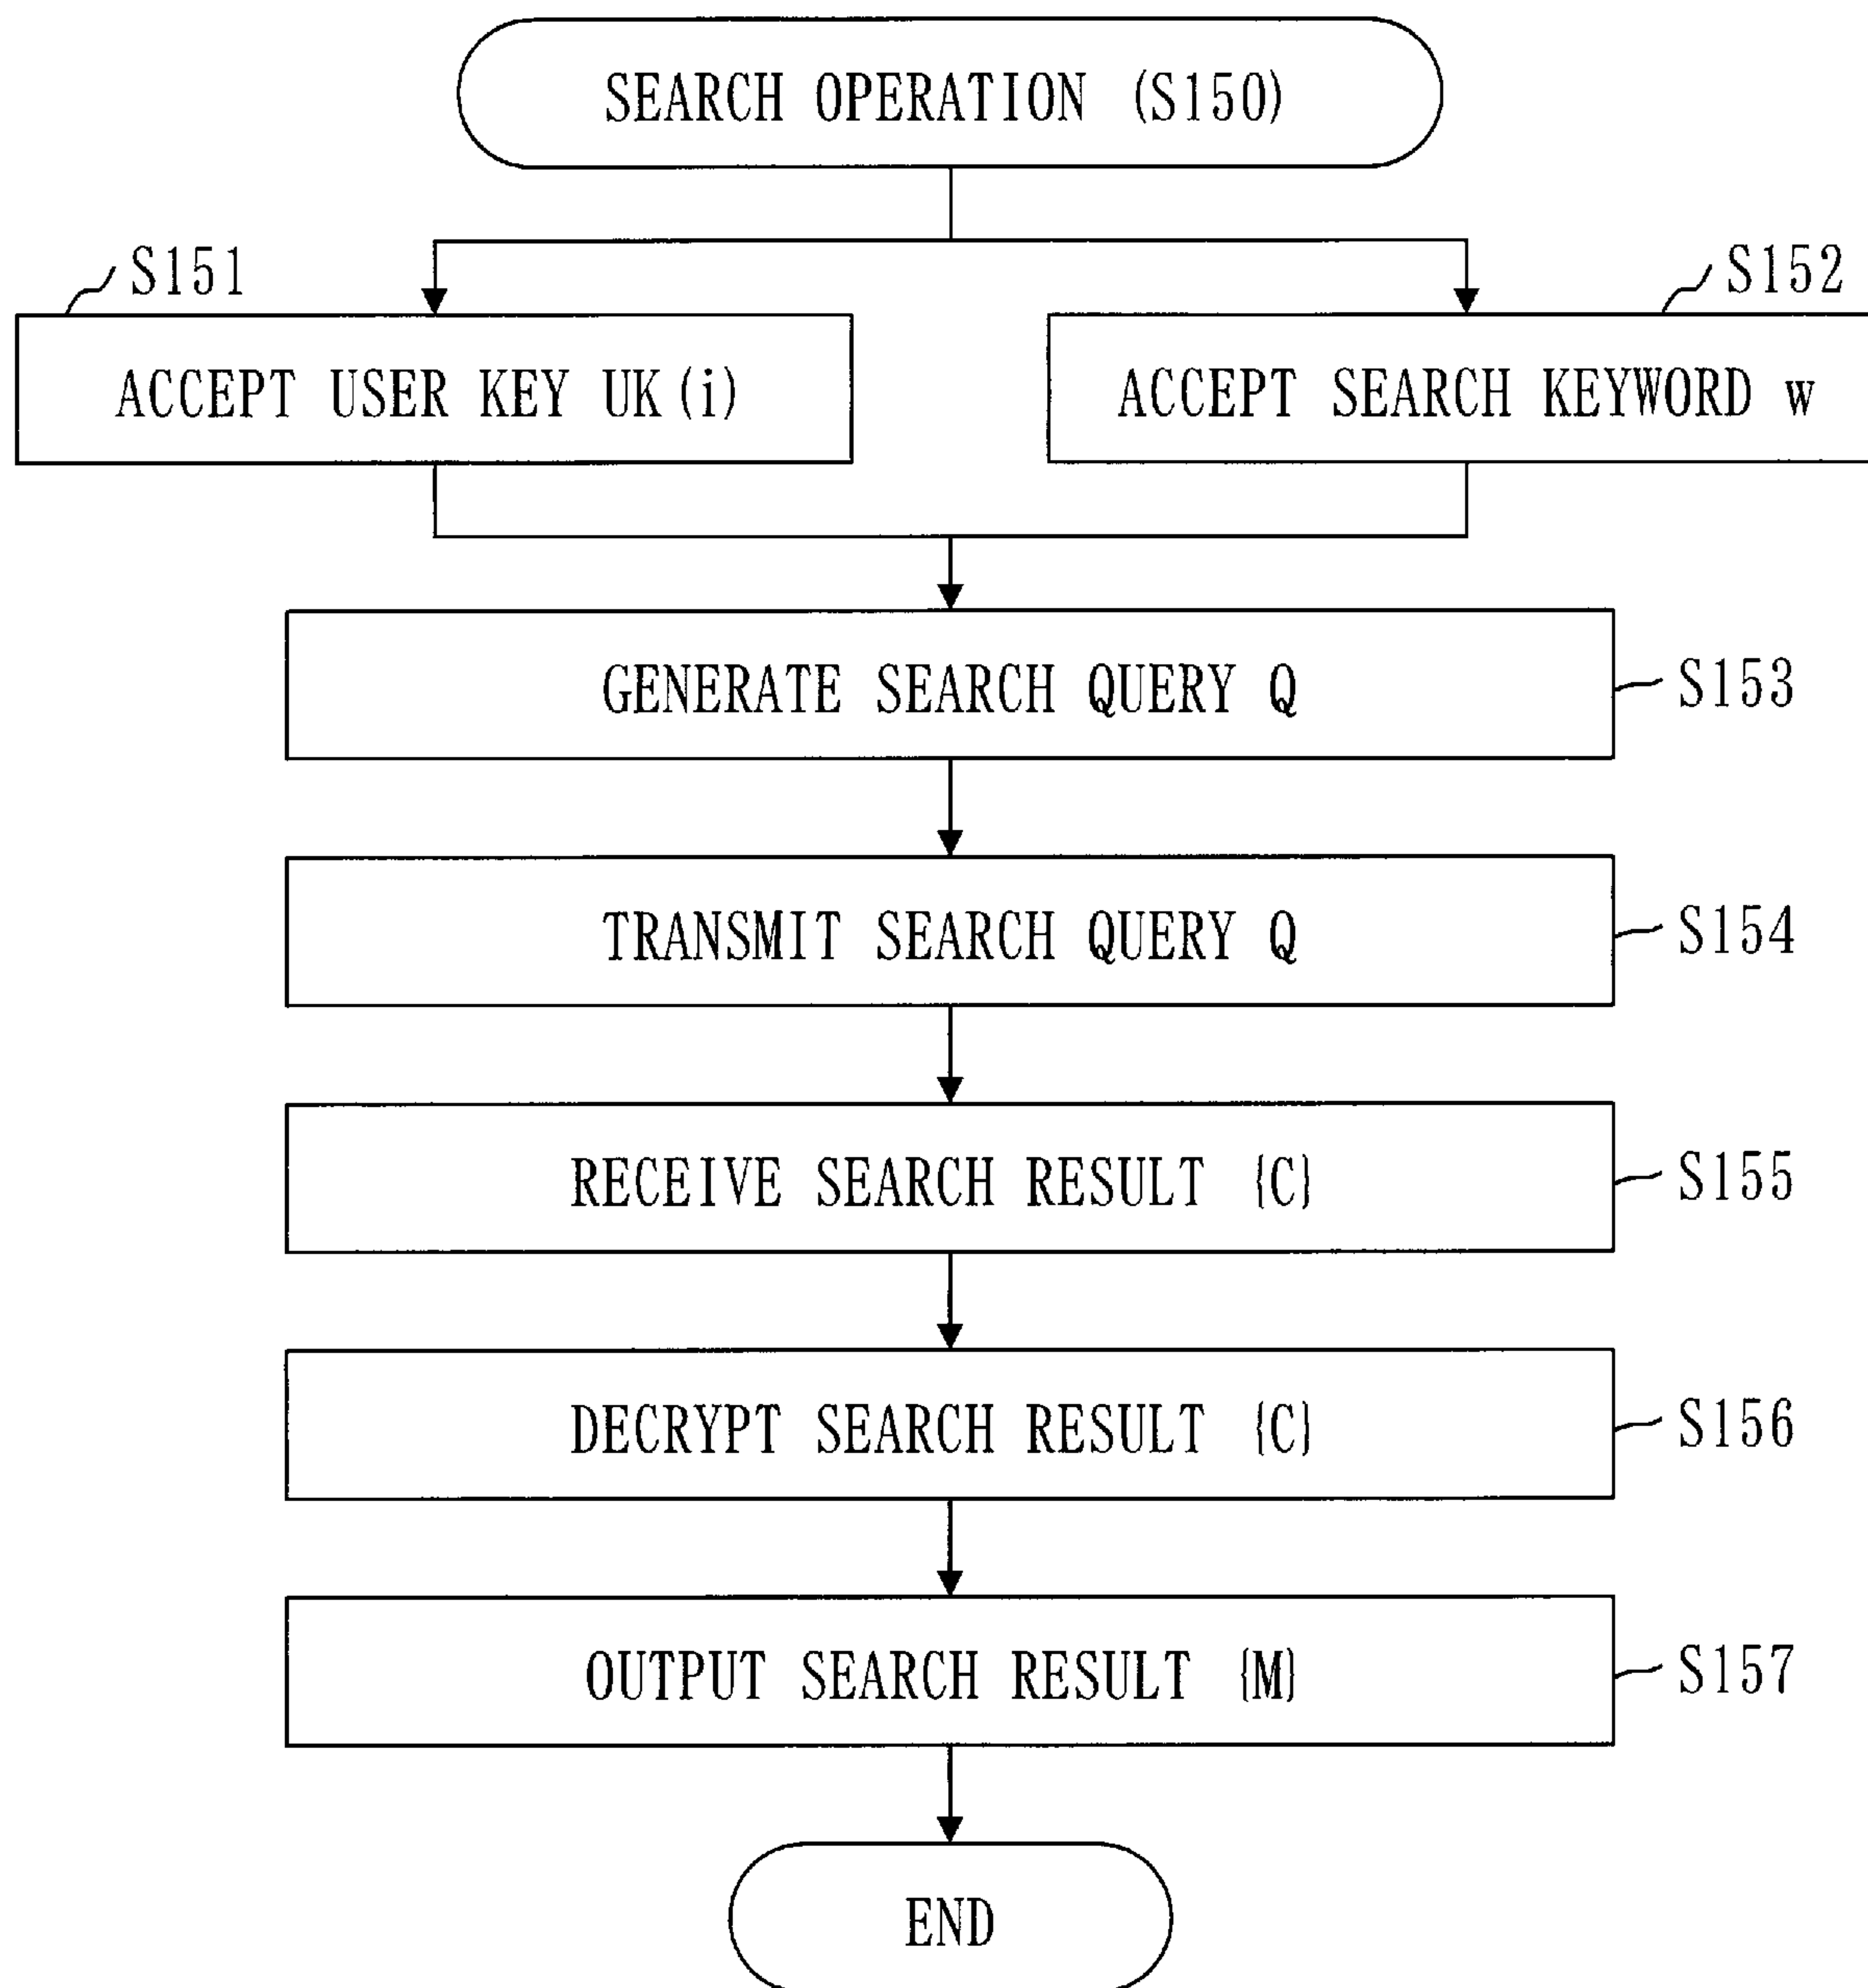 SEARCH OPERATION (S150)
S151
S152
ACCEPT USER KEY UK(i)
ACCEPT SEARCH KEYWORD w
GENERATE SEARCH QUERY Q
S153
TRANSMIT SEARCH QUERY Q
S154
RECEIVE SEARCH RESULT {C}
S155
DECRYPT SEARCH RESULT {C}
S156
OUTPUT SEARCH RESULT {M}
S157
END